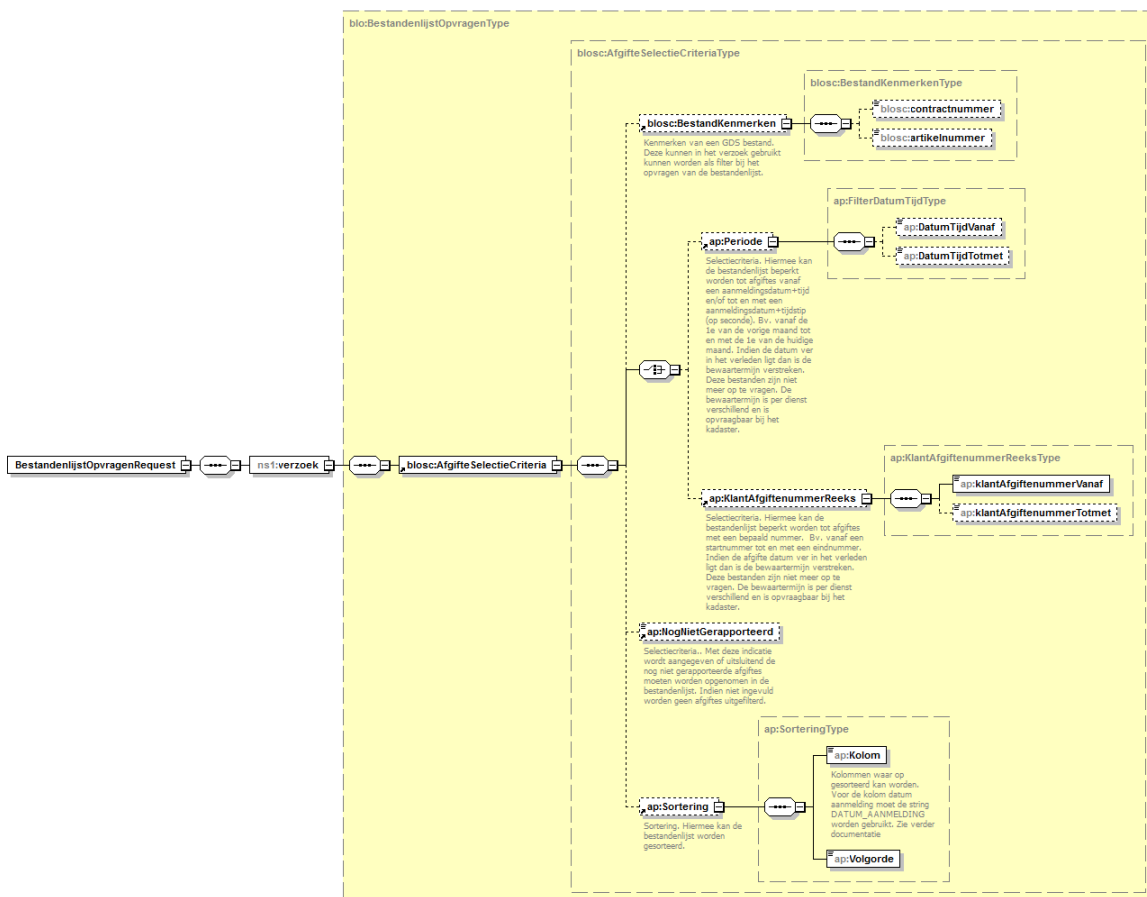 blo:BestandenlijstOpvragenType
blosc:AfgifteSelectieCriteriaType
blosc:BestandKenmerkenType
blosc:contractnummer
blosc:artikelnummer
blosc:BestandKenmerken
Kenmerken van een GDS bestand.
Deze kunnen in het verzoek gebruikt
kunnen worden als filter bij het
opvragen van de bestandenlijst.
ap:FilterDatumTijdType
ap:DatumTijdVanaf
ap:DatumTijdTotmet
ap:Periode
Selectiecriteria. Hiermee kan
de bestandenlijst beperkt
worden tot afgiftes vanaf
een aanmeldingsdatum+tijd
en/of tot en met een
aanmeldingsdatum+tijdstip
(op seconde). Bv. vanaf de
1e van de vorige maand tot
en met de 1e van de huidige
maand. Indien de datum ver
in het verleden ligt dan is de
bewaartermijn verstreken.
Deze bestanden zijn niet
meer op te vragen. De
bewaartermijn is per dienst
verschillend en is
opvraagbaar bij het
kadaster.
BestandenlijstOpvragenRequest
ns1:verzoek
blosc:AfgifteSelectieCriteria
ap:KlantAfgiftenummerReeksType
ap:klantAfgiftenummerVanaf
ap:klantAfgiftenummerTotmet
ap:KlantAfgiftenummerReeks
Selectiecriteria. Hiermee kan de
bestandenlijst beperkt worden tot afgiftes
met een bepaald nummer. Bv. vanaf een
startnummer tot en met een eindnummer.
Indien de afgifte datum ver in het verleden
ligt dan is de bewaartermijn verstreken.
Deze bestanden zijn niet meer op te
vragen. De bewaartermijn is per dienst
verschillend en is opvraagbaar bij het
kadaster.
ap:NogNietGerapporteerd
Selectiecriteria.. Met deze indicatie
wordt aangegeven of uitsluitend de
nog niet gerapporteerde afgiftes
moeten worden opgenomen in de
bestandenlijst. Indien niet ingevuld
worden geen afgiftes uitgefilterd.
ap:SorteringType
ap:Kolom
Kolommen waar op
gesorteerd kan worden.
Voor de kolom datum
aanmelding moet de string
DATUM_AANMELDING
worden gebruikt. Zie verder
documentatie
ap:Volgorde
ap:Sortering
Sortering. Hiermee kan de
bestandenlijst worden
gesorteerd.